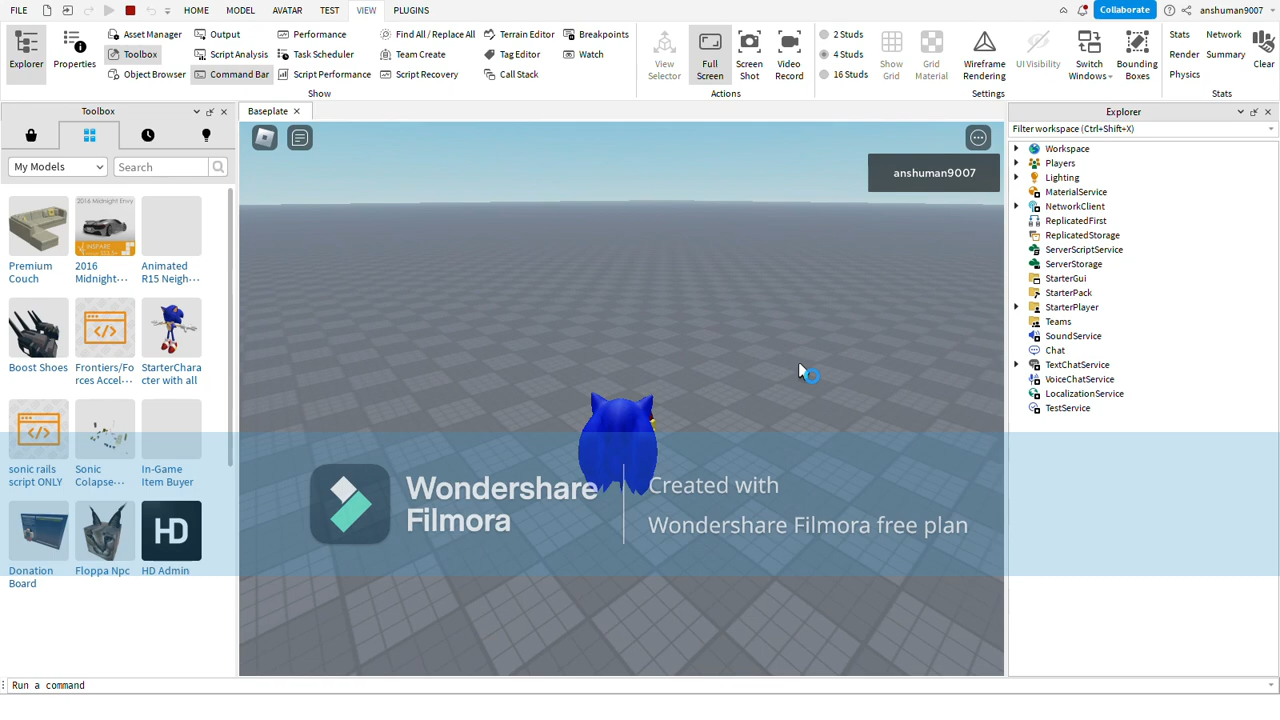 FILE HOME MODEL AVATAR TEST VIEW PLUGINS Collaborate anshuman9007
Explorer
Properties
Asset Manager
Toolbox
Object Browser
Output
Script Analysis
Command Bar
Performance
Task Scheduler
Script Performance
Find All / Replace All
Team Create
Script Recovery
Terrain Editor
Tag Editor
Call Stack
Breakpoints
Watch
Show
View
Selector
Full
Screen
Screen
Shot
Video
Record
Actions
2 Studs
4 Studs
16 Studs
Show
Grid
Grid
Material
Wireframe
Rendering
UI Visibility
Switch
Windows
Bounding
Boxes
Settings
Stats
Network
Render
Summary
Physics
Clear
Stats
Toolbox
My Models
Search
2016 Midnight Envy
INSPARE
Premium
Couch
2016
Midnight···
Animated
R15 Neigh···
Boost Shoes
Frontiers/Fo
rces Accel···
StarterChara
cter with all
sonic rails
script ONLY
Sonic
Colapse···
In-Game
Item Buyer
HD
Donation
Board
Floppa Npc
HD Admin
Baseplate
anshuman9007
Wondershare
Filmora
Created with
Wondershare Filmora free plan
Explorer
Filter workspace (Ctrl+Shift+X)
Workspace
Players
Lighting
MaterialService
NetworkClient
ReplicatedFirst
ReplicatedStorage
ServerScriptService
ServerStorage
StarterGui
StarterPack
StarterPlayer
Teams
SoundService
Chat
TextChatService
VoiceChatService
LocalizationService
TestService
Run a command